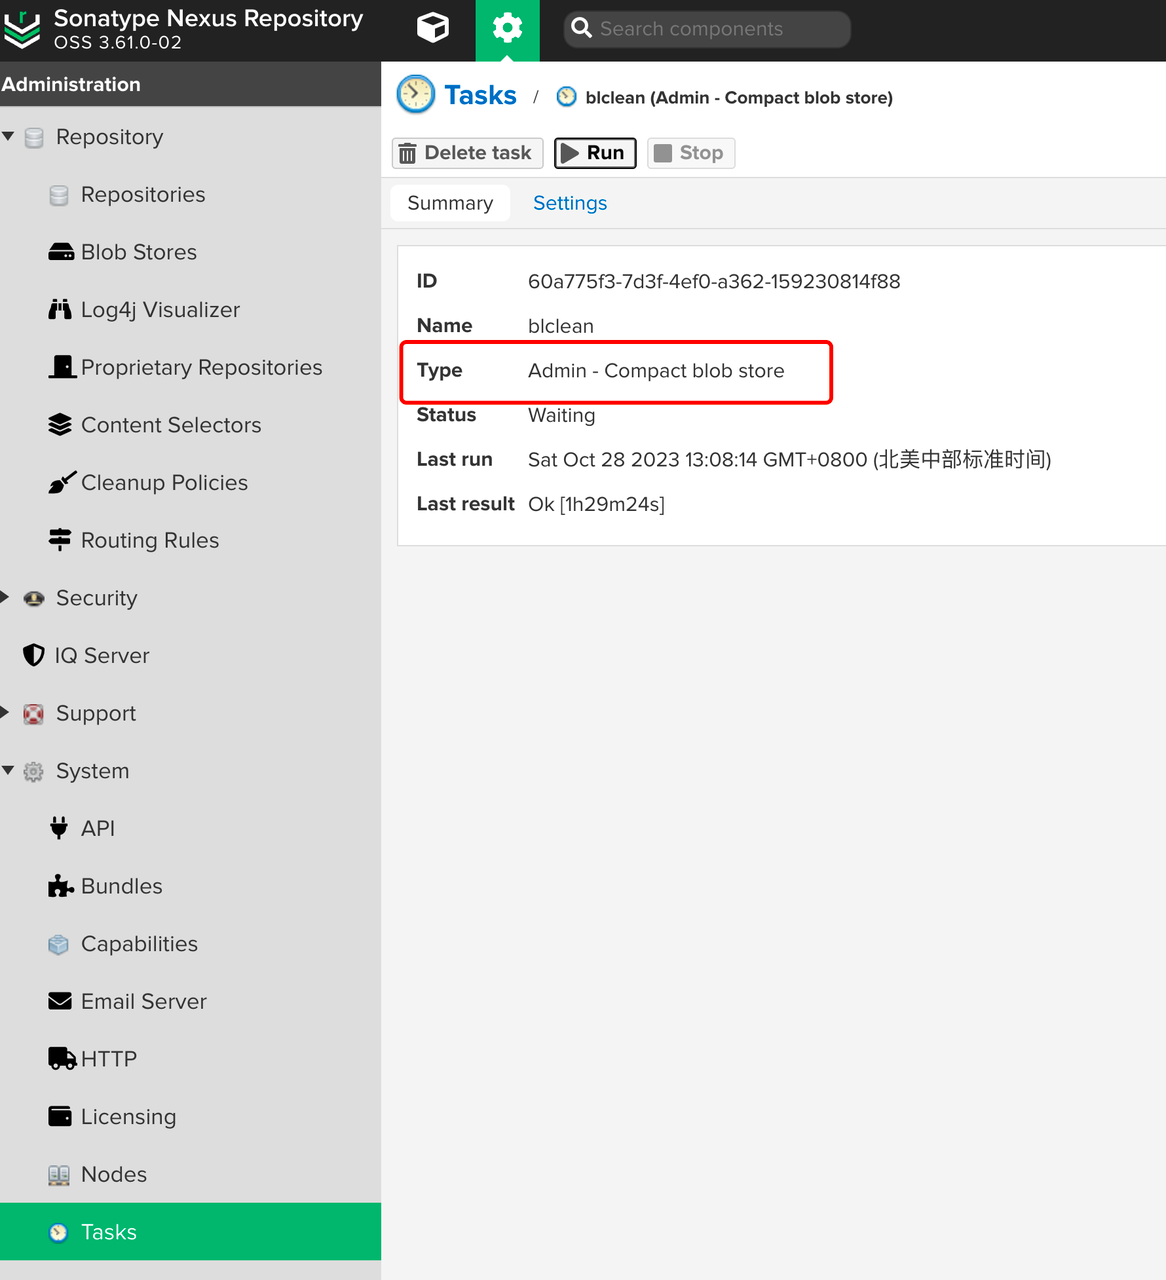 Sonatype Nexus Repository
OSS 3.61.0-02
Search components
Administration
Tasks / blclean (Admin - Compact blob store)
Delete task Run Stop
Summary Settings
ID 60a775f3-7d3f-4ef0-a362-159230814f88
Name blclean
Type Admin - Compact blob store
Status Waiting
Last run Sat Oct 28 2023 13:08:14 GMT+0800 (北美中部标准时间)
Last result Ok [1h29m24s]
Repository
Repositories
Blob Stores
Log4j Visualizer
Proprietary Repositories
Content Selectors
Cleanup Policies
Routing Rules
Security
IQ Server
Support
System
API
Bundles
Capabilities
Email Server
HTTP
Licensing
Nodes
Tasks